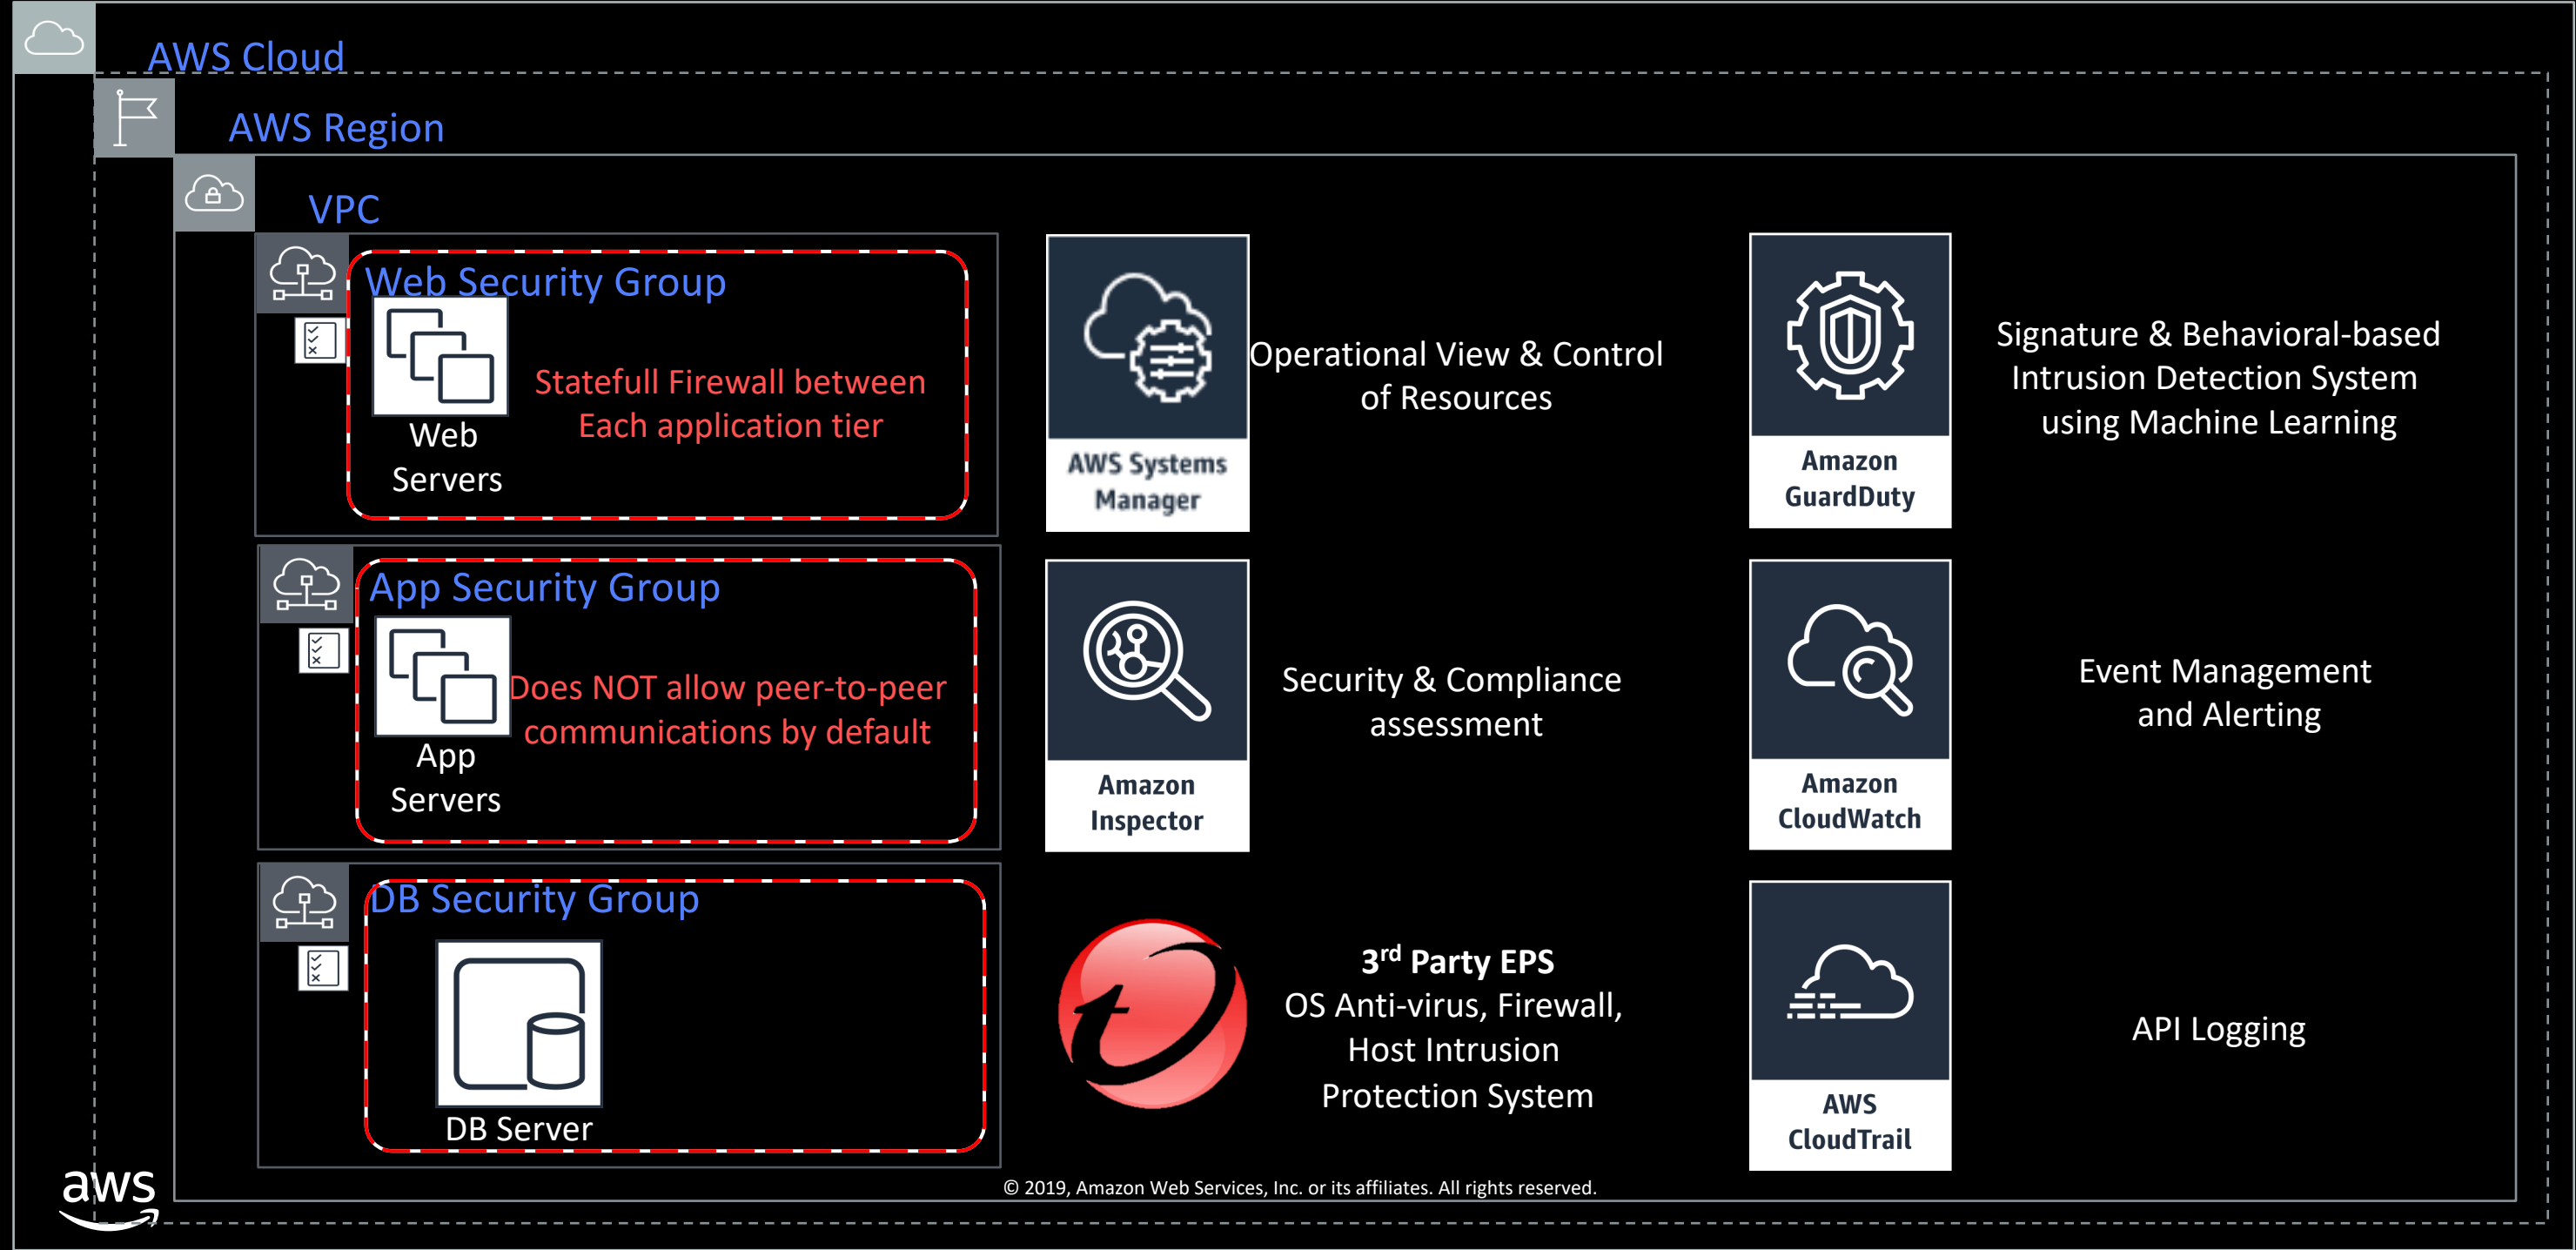 AWS Cloud
AWS Region
VPC
Web Security Group
Web
Servers
Statefull Firewall between
Each application tier
App Security Group
App
Servers
Does NOT allow peer-to-peer
communications by default
DB Security Group
DB Server
AWS Systems
Manager
Operational View & Control
of Resources
Amazon
Inspector
Security & Compliance
assessment
3rd Party EPS
OS Anti-virus, Firewall,
Host Intrusion
Protection System
Amazon
GuardDuty
Signature & Behavioral-based
Intrusion Detection System
using Machine Learning
Amazon
CloudWatch
Event Management
and Alerting
AWS
CloudTrail
API Logging
aws
© 2019, Amazon Web Services, Inc. or its affiliates. All rights reserved.